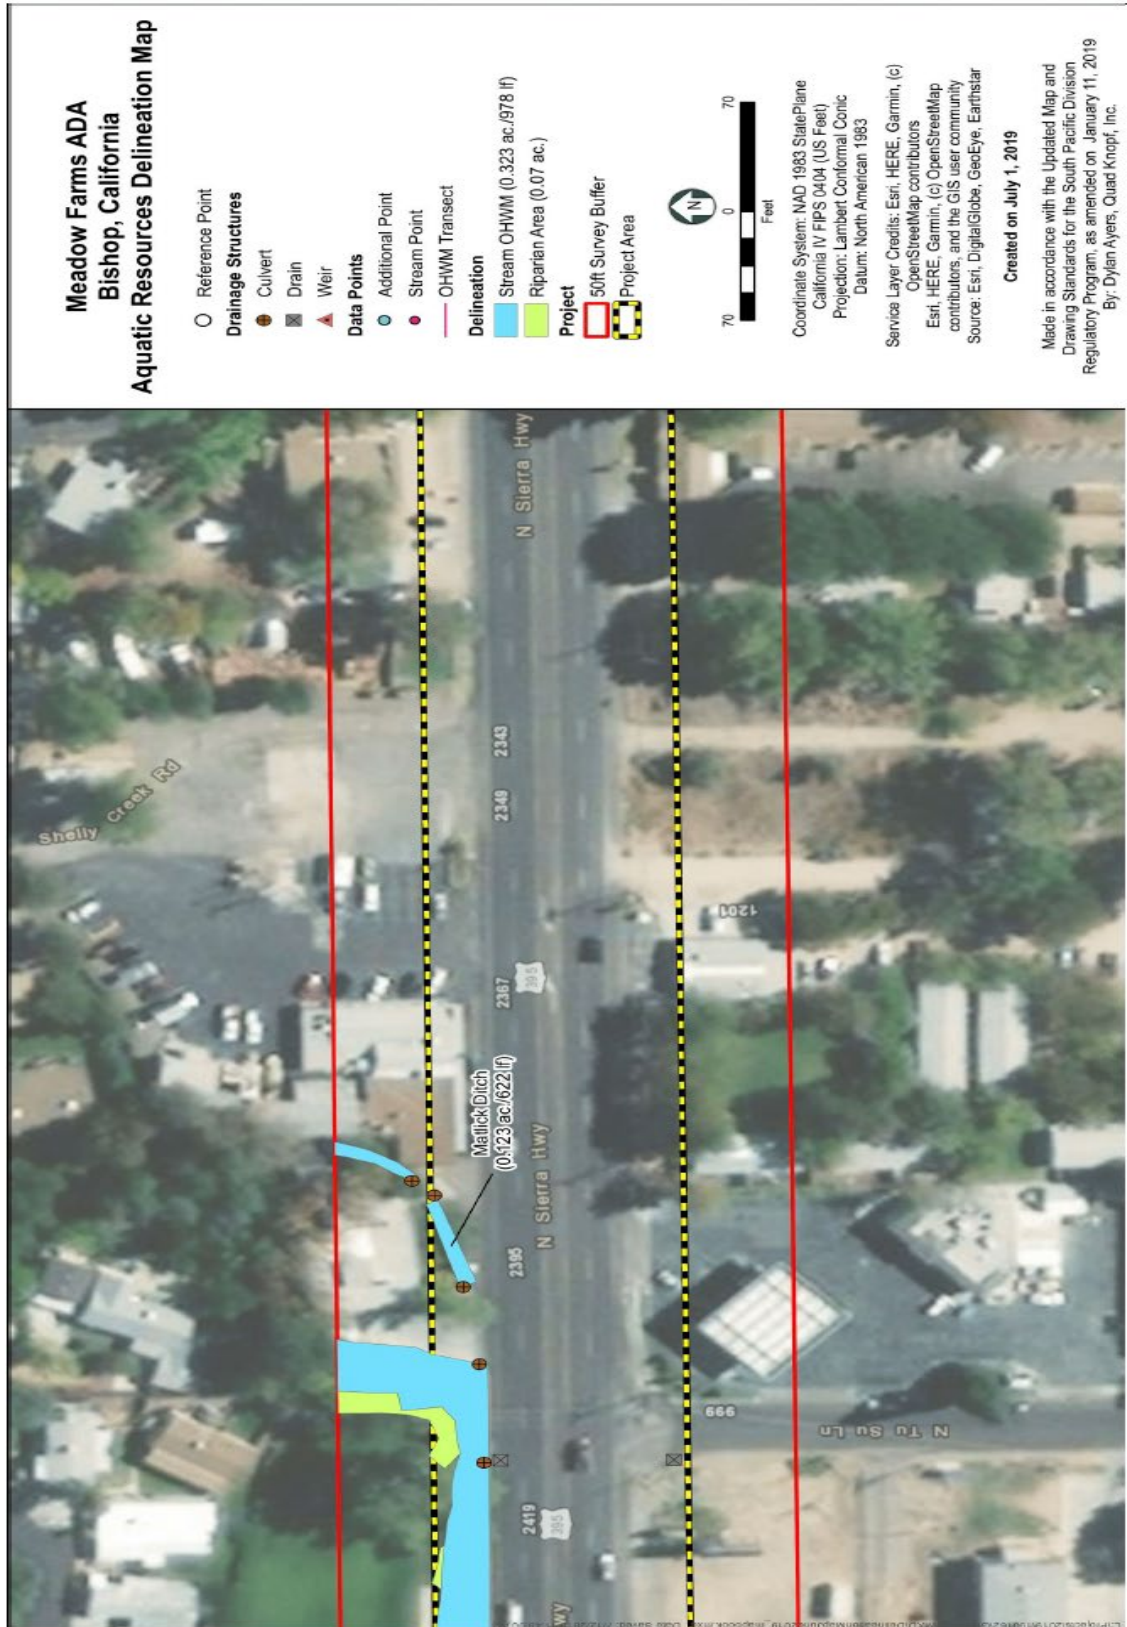 Meadow Farms ADA
Bishop, California
Aquatic Resources Delineation Map
Reference Point
Drainage Structures
Culvert
Drain
Weir
Data Points
Additional Point
Stream Point
OHWM Transect
Delineation
Stream OHWM (0.323 ac./978 lf)
Riparian Area (0.07 ac.)
Project
50ft Survey Buffer
Project Area
N
70
0
70
Feet
Coordinate System: NAD 1983 StatePlane
California IV FIPS 0404 (US Feet)
Projection: Lambert Conformal Conic
Datum: North American 1983
Service Layer Credits: Esri, HERE, Garmin, (c)
OpenStreetMap contributors
Esri, HERE, Garmin, (c) OpenStreetMap
contributors, and the GIS user community
Source: Esri, DigitalGlobe, GeoEye, Earthstar
Created on July 1, 2019
Made in accordance with the Updated Map and
Drawing Standards for the South Pacific Division
Regulatory Program, as amended on January 11, 2019
By: Dylan Ayers, Quad Knopf, Inc.
Shelly Creek Rd
Matlick Ditch
(0.123 ac./622 lf)
wy
2419
395
2395
N Sierra Hwy
2367
395
2349
2343
N Sierra Hwy
999
N Tu Su Ln
1201